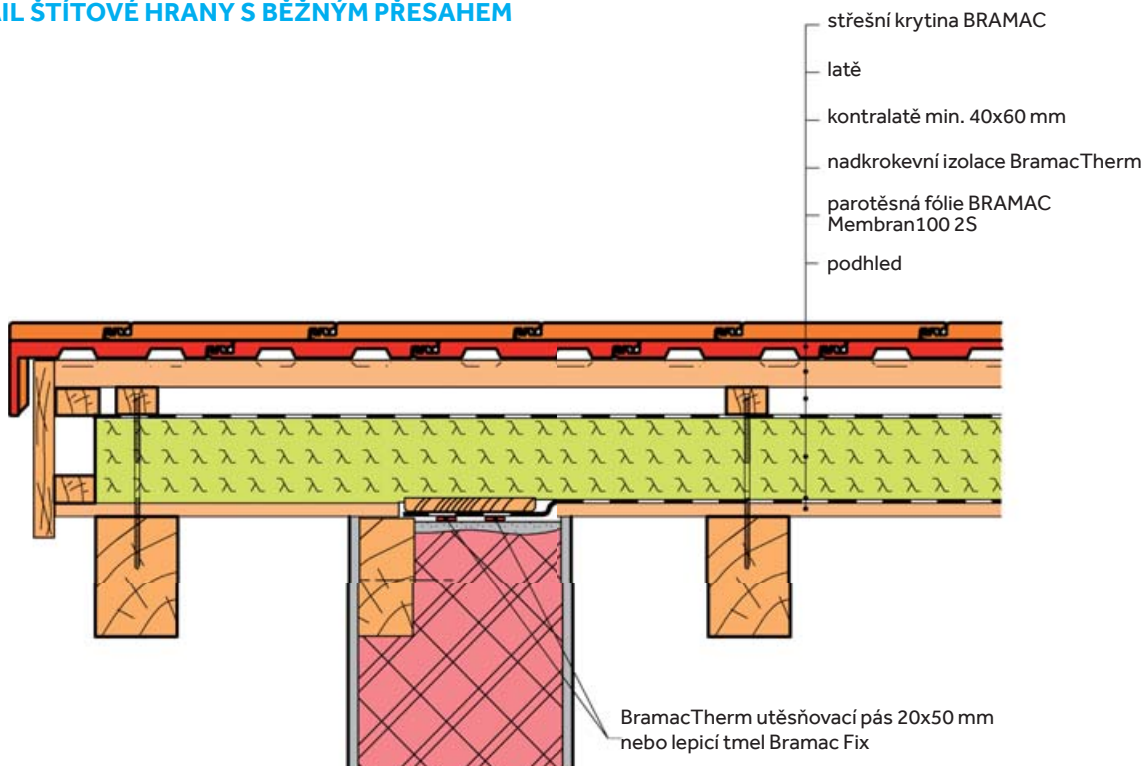 IL ŠTÍTOVÉ HRANY S BĚŽNÝM PŘESAHEM
střešní krytina BRAMAC
latě
kontralatě min. 40x60 mm
nadkrokevní izolace BramacTherm
parotěsná fólie BRAMAC
Membran100 2S
podhled
BramacTherm utěsňovací pás 20x50 mm
nebo lepicí tmel Bramac Fix